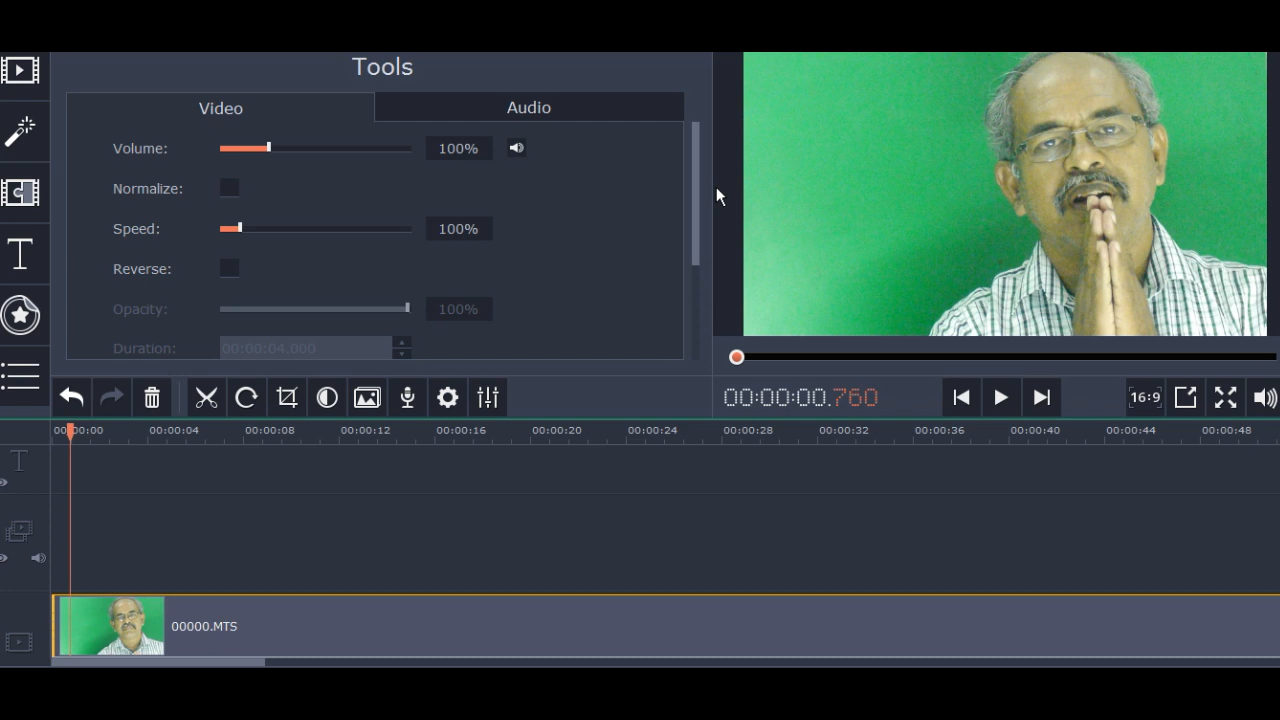 Tools
Video
Audio
Volume:
100%
Normalize:
Speed:
100%
Reverse:
Opacity:
100%
Duration:
00:00:04.000
00:00:00.760
16:9
00:00:04
00:00:08
00:00:12
00:00:16
00:00:20
00:00:24
00:00:28
00:00:32
00:00:36
00:00:40
00:00:44
00:00:48
T
T
00000.MTS